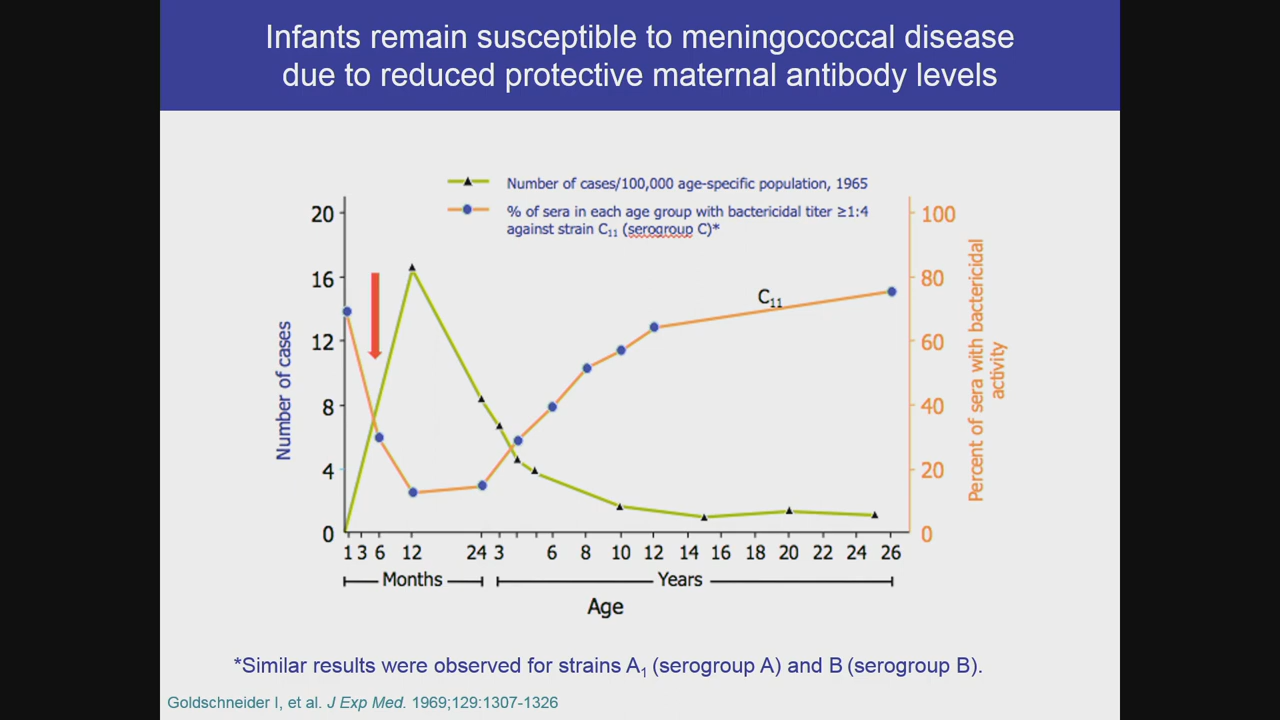 Infants remain susceptible to meningococcal disease
due to reduced protective maternal antibody levels
Number of cases/100,000 age-specific population, 1965
% of sera in each age group with bactericidal titer ≥1:4
against strain C₁₁ (serogroup C)*
20
16
12
8
4
0
Number of cases
100
80
60
40
20
0
Percent of sera with bactericidal
activity
C₁₁
1 3 6 12 24 3 6 8 10 12 14 16 18 20 22 24 26
Months Years
Age
*Similar results were observed for strains A₁ (serogroup A) and B (serogroup B).
Goldschneider I, et al. J Exp Med. 1969;129:1307-1326